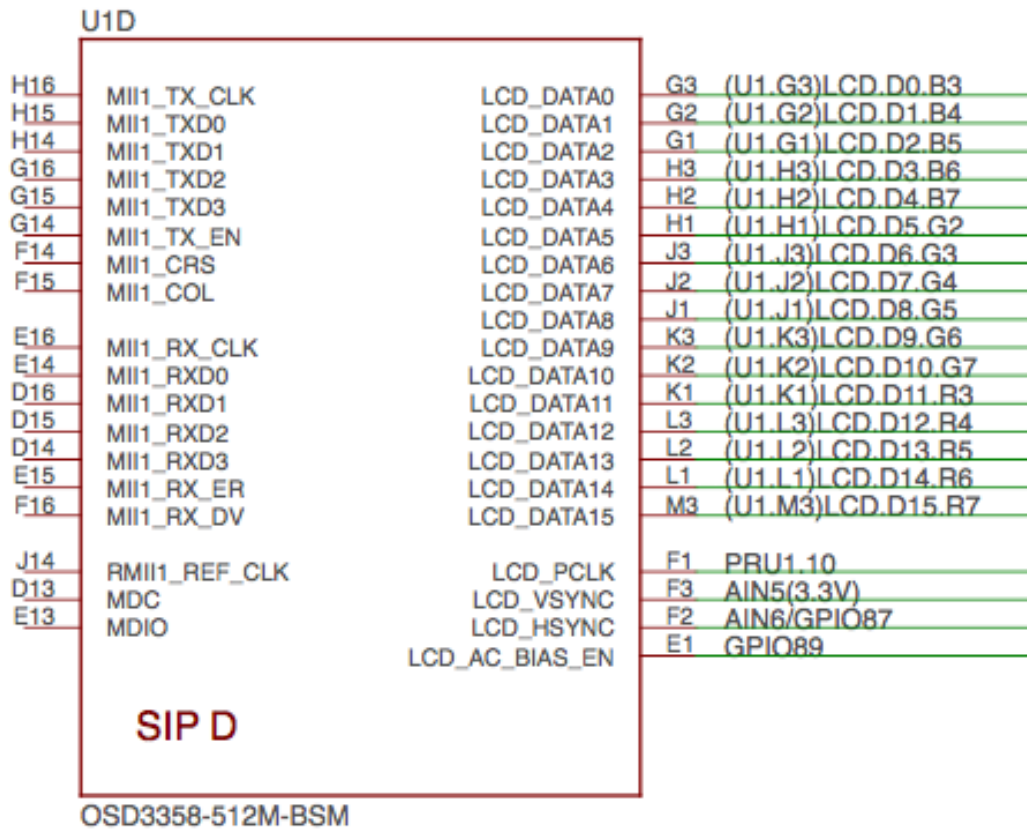 U1D
H16 MII1_TX_CLK LCD_DATA0 G3 (U1.G3)LCD.D0.B3
H15 MII1_TXD0 LCD_DATA1 G2 (U1.G2)LCD.D1.B4
H14 MII1_TXD1 LCD_DATA2 G1 (U1.G1)LCD.D2.B5
G16 MII1_TXD2 LCD_DATA3 H3 (U1.H3)LCD.D3.B6
G15 MII1_TXD3 LCD_DATA4 H2 (U1.H2)LCD.D4.B7
G14 MII1_TX_EN LCD_DATA5 H1 (U1.H1)LCD.D5.G2
F14 MII1_CRS LCD_DATA6 J3 (U1.J3)LCD.D6.G3
F15 MII1_COL LCD_DATA7 J2 (U1.J2)LCD.D7.G4
LCD_DATA8 J1 (U1.J1)LCD.D8.G5
E16 MII1_RX_CLK LCD_DATA9 K3 (U1.K3)LCD.D9.G6
E14 MII1_RXD0 LCD_DATA10 K2 (U1.K2)LCD.D10.G7
D16 MII1_RXD1 LCD_DATA11 K1 (U1.K1)LCD.D11.R3
D15 MII1_RXD2 LCD_DATA12 L3 (U1.L3)LCD.D12.R4
D14 MII1_RXD3 LCD_DATA13 L2 (U1.L2)LCD.D13.R5
E15 MII1_RX_ER LCD_DATA14 L1 (U1.L1)LCD.D14.R6
F16 MII1_RX_DV LCD_DATA15 M3 (U1.M3)LCD.D15.R7
J14 RMII1_REF_CLK LCD_PCLK F1 PRU1.10
D13 MDC LCD_VSYNC F3 AIN5(3.3V)
E13 MDIO LCD_HSYNC F2 AIN6/GPIO87
LCD_AC_BIAS_EN E1 GPIO89
SIP D
OSD3358-512M-BSM